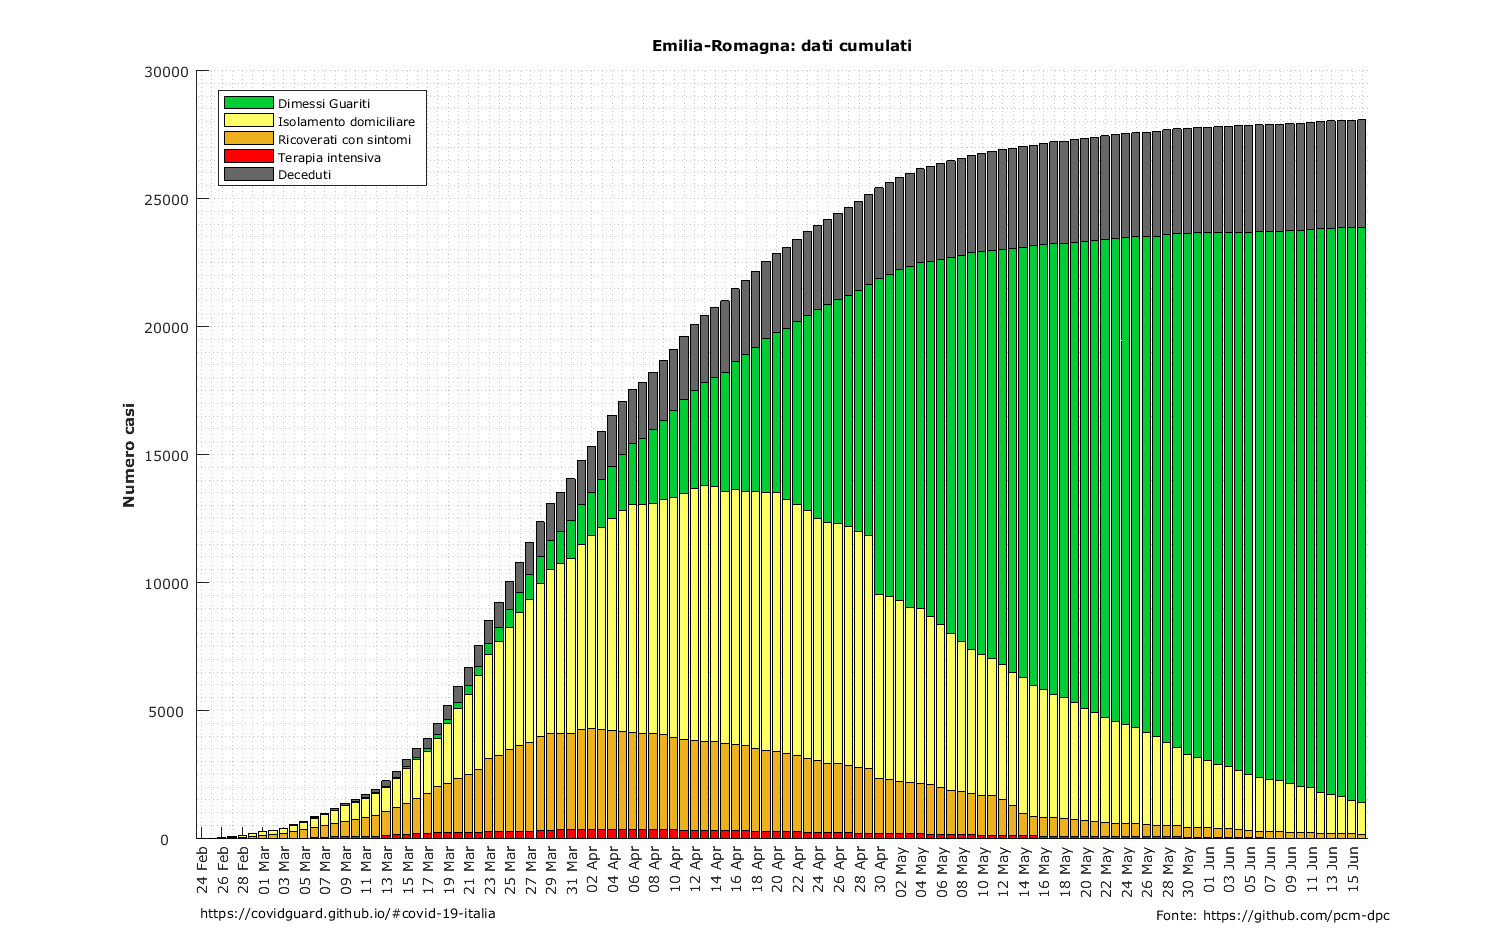 Emilia-Romagna: dati cumulati
30000
25000
20000
15000
10000
5000
0
Numero casi
Dimessi Guariti
Isolamento domiciliare
Ricoverati con sintomi
Terapia intensiva
Deceduti
24 Feb
26 Feb
28 Feb
01 Mar
03 Mar
05 Mar
07 Mar
09 Mar
11 Mar
13 Mar
15 Mar
17 Mar
19 Mar
21 Mar
23 Mar
25 Mar
27 Mar
29 Mar
31 Mar
02 Apr
04 Apr
06 Apr
08 Apr
10 Apr
12 Apr
14 Apr
16 Apr
18 Apr
20 Apr
22 Apr
24 Apr
26 Apr
28 Apr
30 Apr
02 May
04 May
06 May
08 May
10 May
12 May
14 May
16 May
18 May
20 May
22 May
24 May
26 May
28 May
30 May
01 Jun
03 Jun
05 Jun
07 Jun
09 Jun
11 Jun
13 Jun
15 Jun
https://covidguard.github.io/#covid-19-italia
Fonte: https://github.com/pcm-dpc